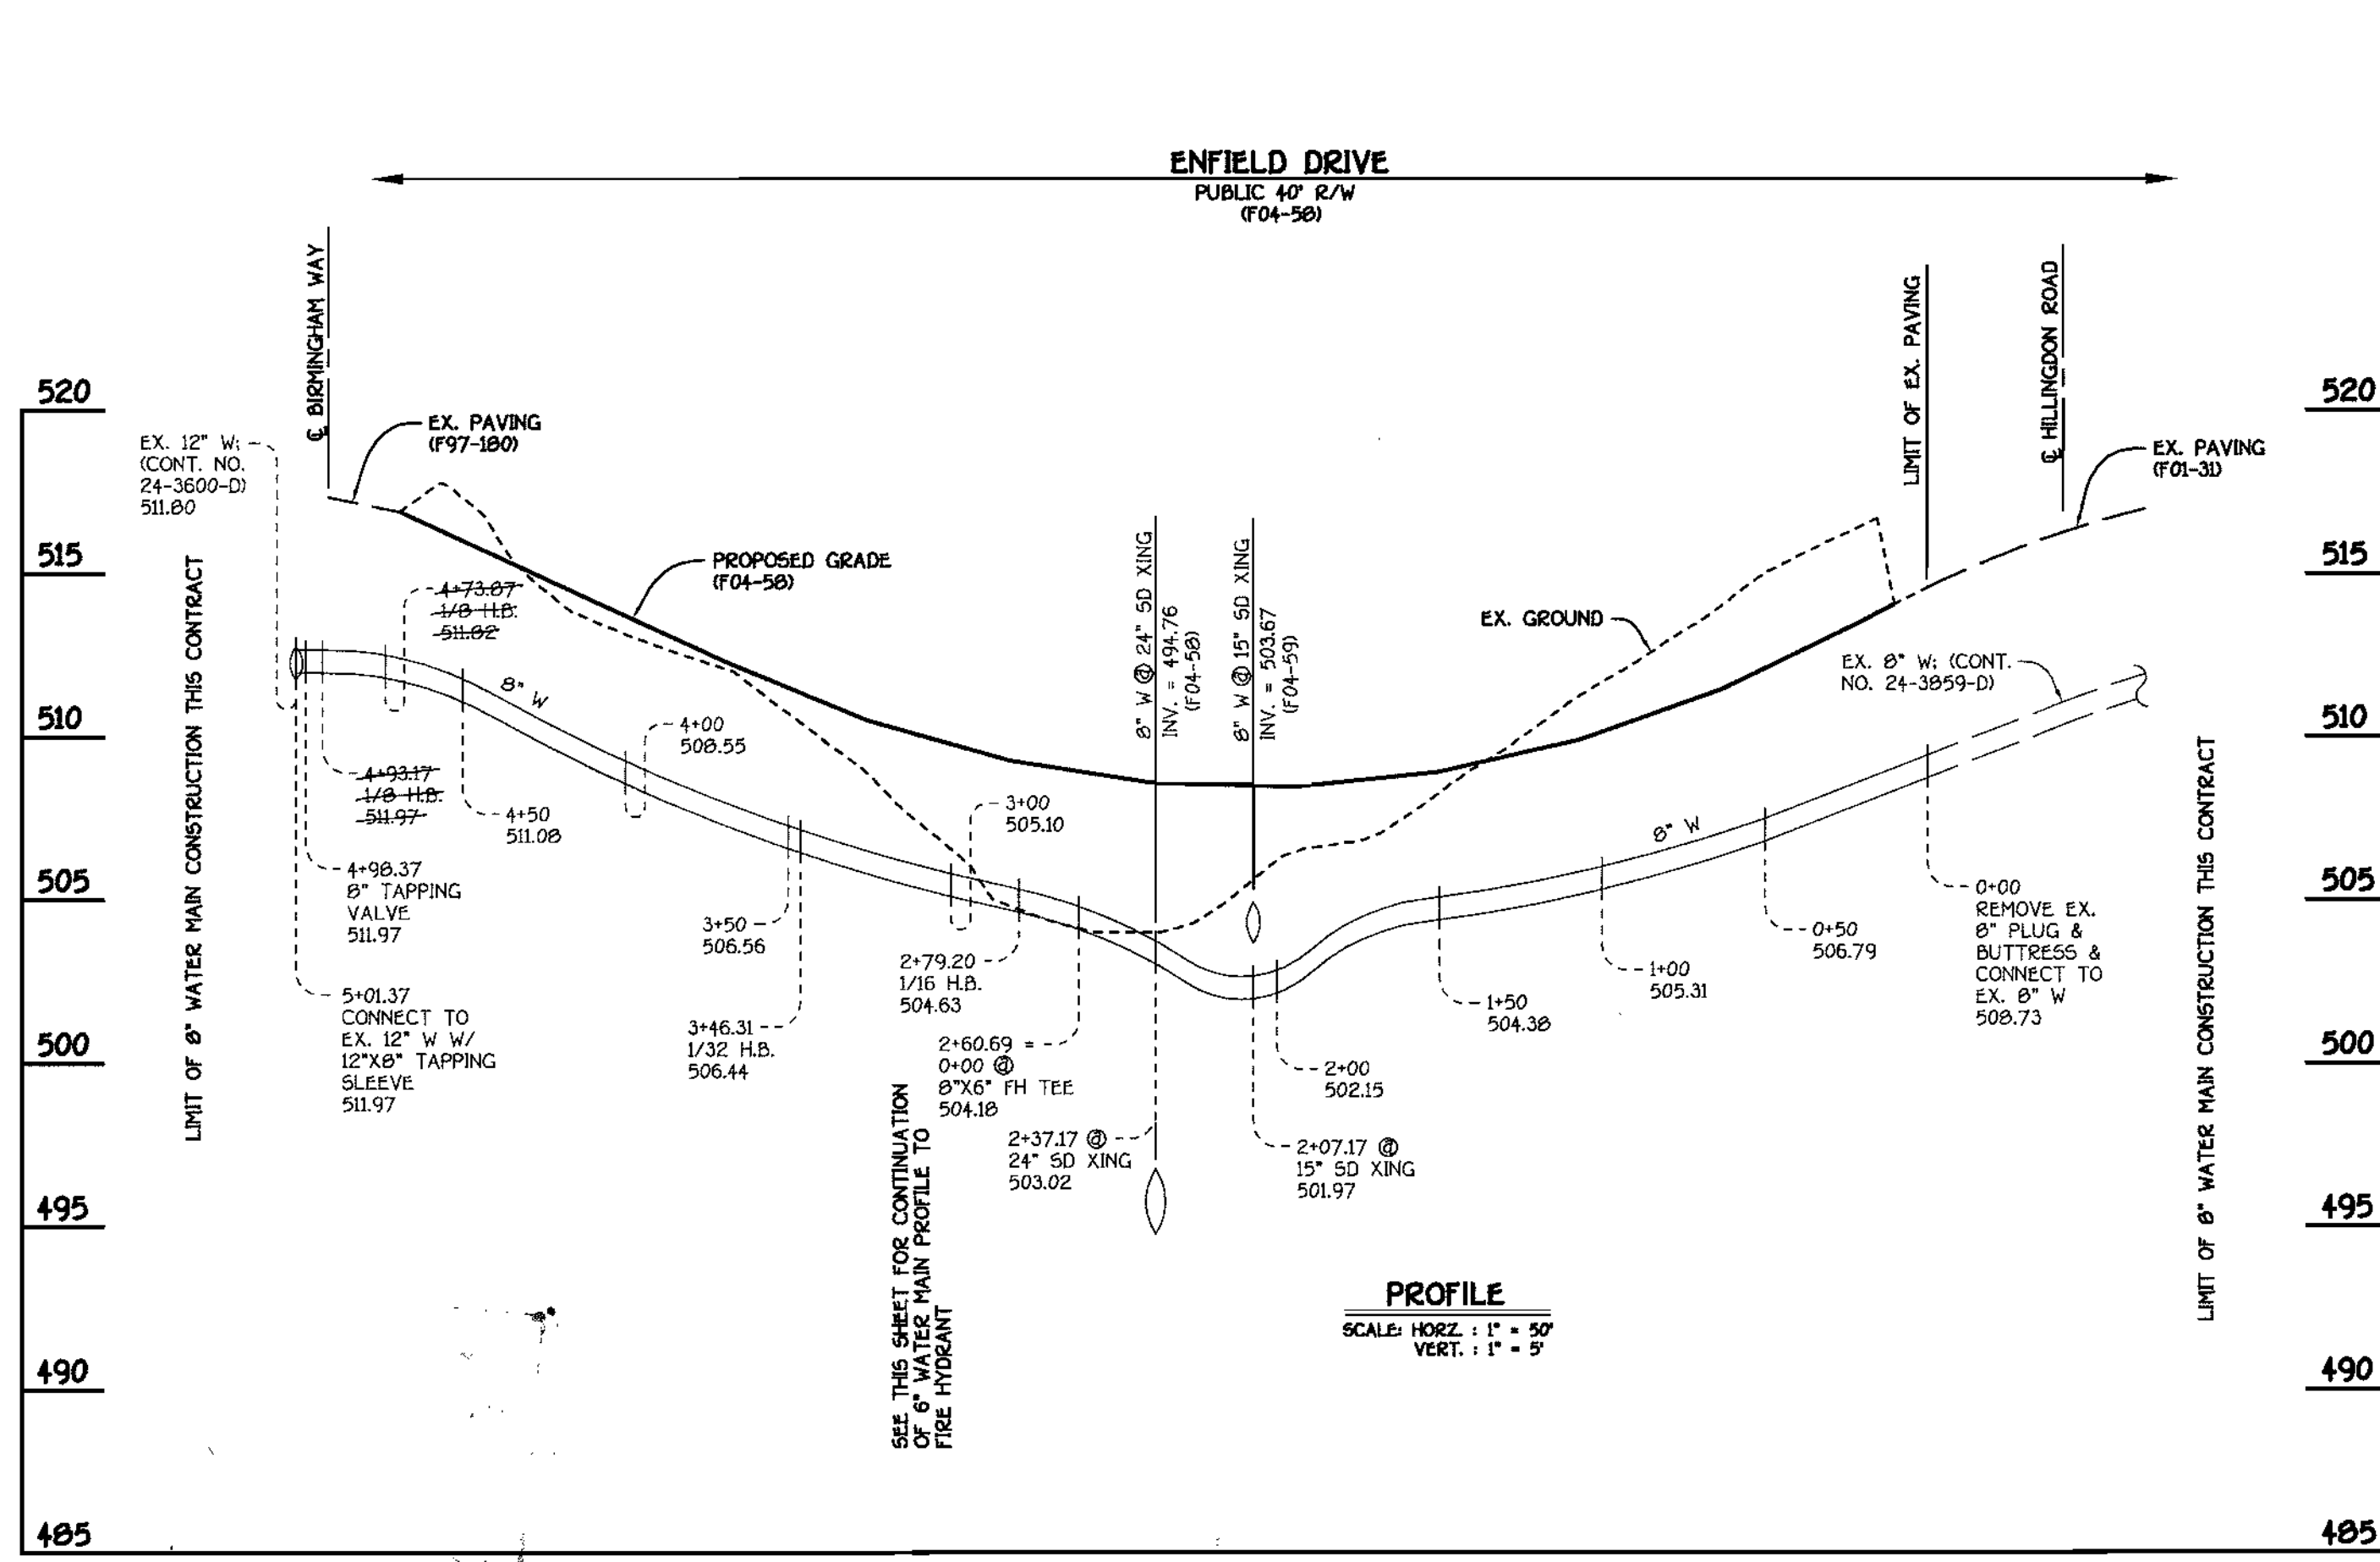 ENFIELD DRIVE
PUBLIC 40' R/W
(F04-58)
℄ BIRMINGHAM WAY
EX. PAVING
(F97-180)
EX. 12" W;
(CONT. NO.
24-3600-D)
511.80
LIMIT OF 8" WATER MAIN CONSTRUCTION THIS CONTRACT
PROPOSED GRADE
(F04-58)
4+73.87
1/8 H.B.
511.82
8" W
4+00
508.55
4+93.17
1/8 H.B.
511.97
4+50
511.08
4+98.37
8" TAPPING
VALVE
511.97
5+01.37
CONNECT TO
EX. 12" W W/
12"X8" TAPPING
SLEEVE
511.97
3+50
506.56
3+46.31
1/32 H.B.
506.44
3+00
505.10
2+79.20
1/16 H.B.
504.63
2+60.69 =
0+00 @
8"X6" FH TEE
504.18
SEE THIS SHEET FOR CONTINUATION
OF 6" WATER MAIN PROFILE TO
FIRE HYDRANT
2+37.17 @
24" SD XING
503.02
8" W @ 24" SD XING
INV. = 494.76
(F04-58)
8" W @ 15" SD XING
INV. = 503.67
(F04-59)
2+07.17 @
15" SD XING
501.97
2+00
502.15
1+50
504.38
1+00
505.31
EX. GROUND
8" W
0+50
506.79
EX. 8" W; (CONT.
NO. 24-3859-D)
0+00
REMOVE EX.
8" PLUG &
BUTTRESS &
CONNECT TO
EX. 8" W
508.73
LIMIT OF EX. PAVING
℄ HILLINGDON ROAD
EX. PAVING
(F01-31)
LIMIT OF 8" WATER MAIN CONSTRUCTION THIS CONTRACT
PROFILE
SCALE: HORZ. : 1" = 50'
VERT. : 1" = 5'
520
515
510
505
500
495
490
485
520
515
510
505
500
495
490
485